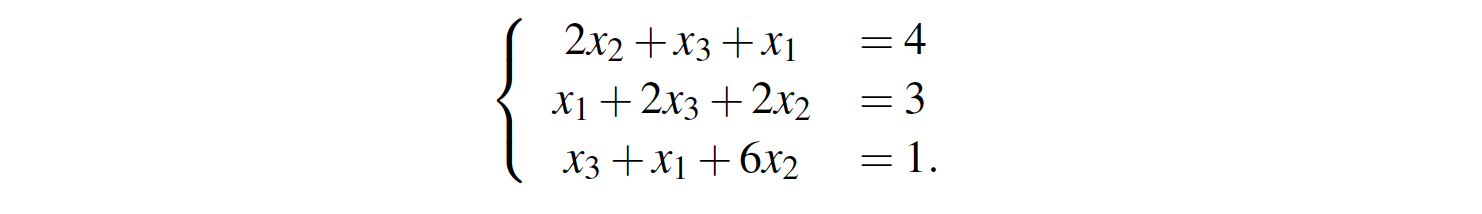 2x₂ + x₃ + x₁ = 4
x₁ + 2x₃ + 2x₂ = 3
x₃ + x₁ + 6x₂ = 1.